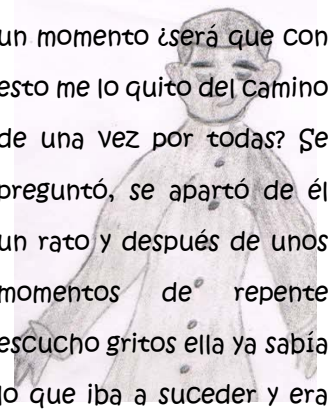 un momento ¿será que con
esto me lo quito del camino
de una vez por todas? Se
preguntó, se apartó de él
un rato y después de unos
momentos de repente
escucho gritos ella ya sabía
lo que iba a suceder y era